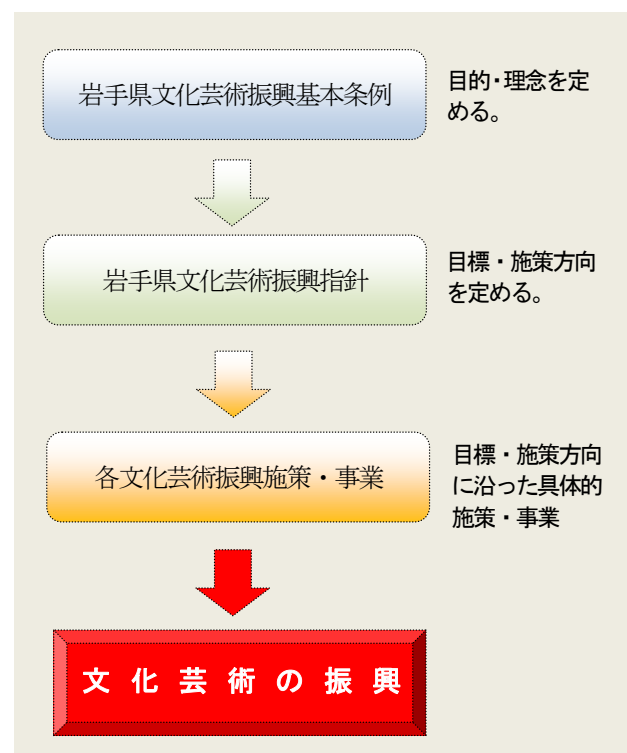 岩手県文化芸術振興基本条例
目的・理念を定
める。
岩手県文化芸術振興指針
目標・施策方向
を定める。
各文化芸術振興施策・事業
目標・施策方向
に沿った具体的
施策・事業
文化芸術の振興